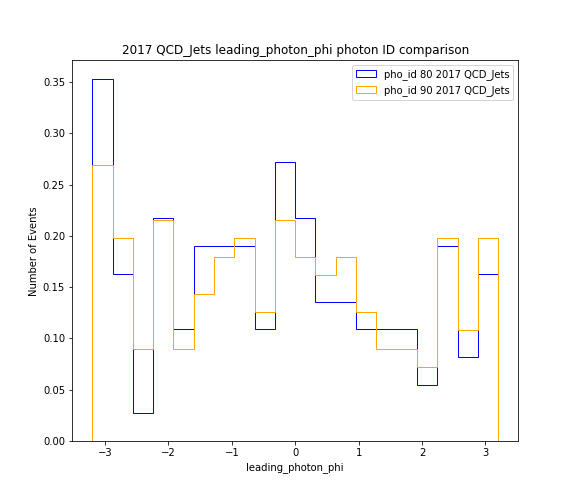 2017 QCD_Jets leading_photon_phi photon ID comparison
pho_id 80 2017 QCD_Jets
pho_id 90 2017 QCD_Jets
Number of Events
0.35
0.30
0.25
0.20
0.15
0.10
0.05
0.00
−3 −2 −1 0 1 2 3
leading_photon_phi